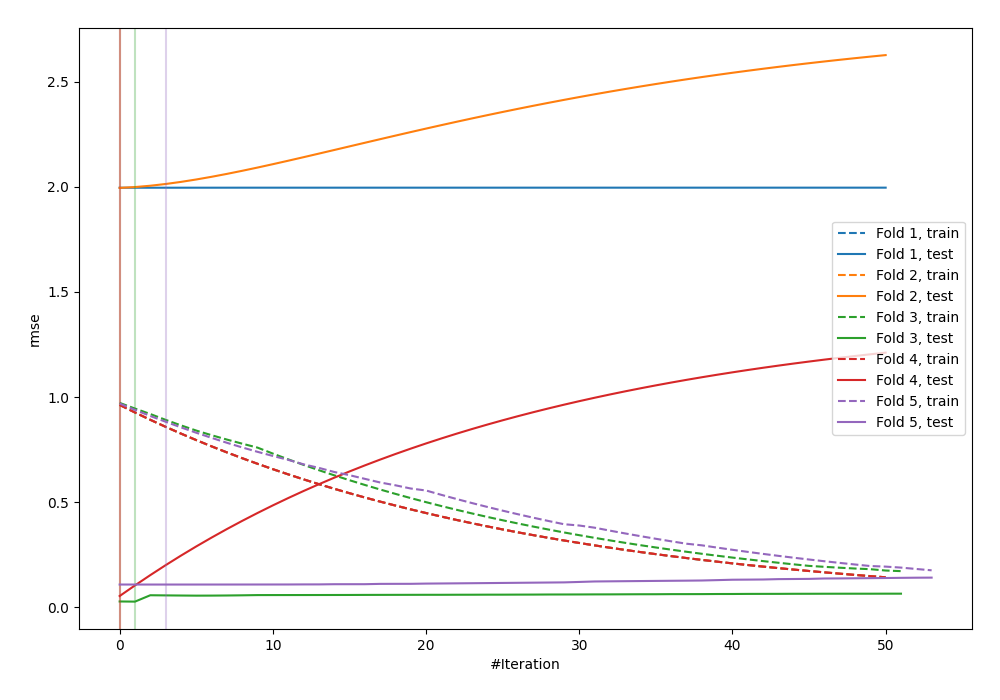 2.5
2.0
1.5
1.0
0.5
0.0
rmse
0
10
20
30
40
50
#Iteration
Fold 1, train
Fold 1, test
Fold 2, train
Fold 2, test
Fold 3, train
Fold 3, test
Fold 4, train
Fold 4, test
Fold 5, train
Fold 5, test